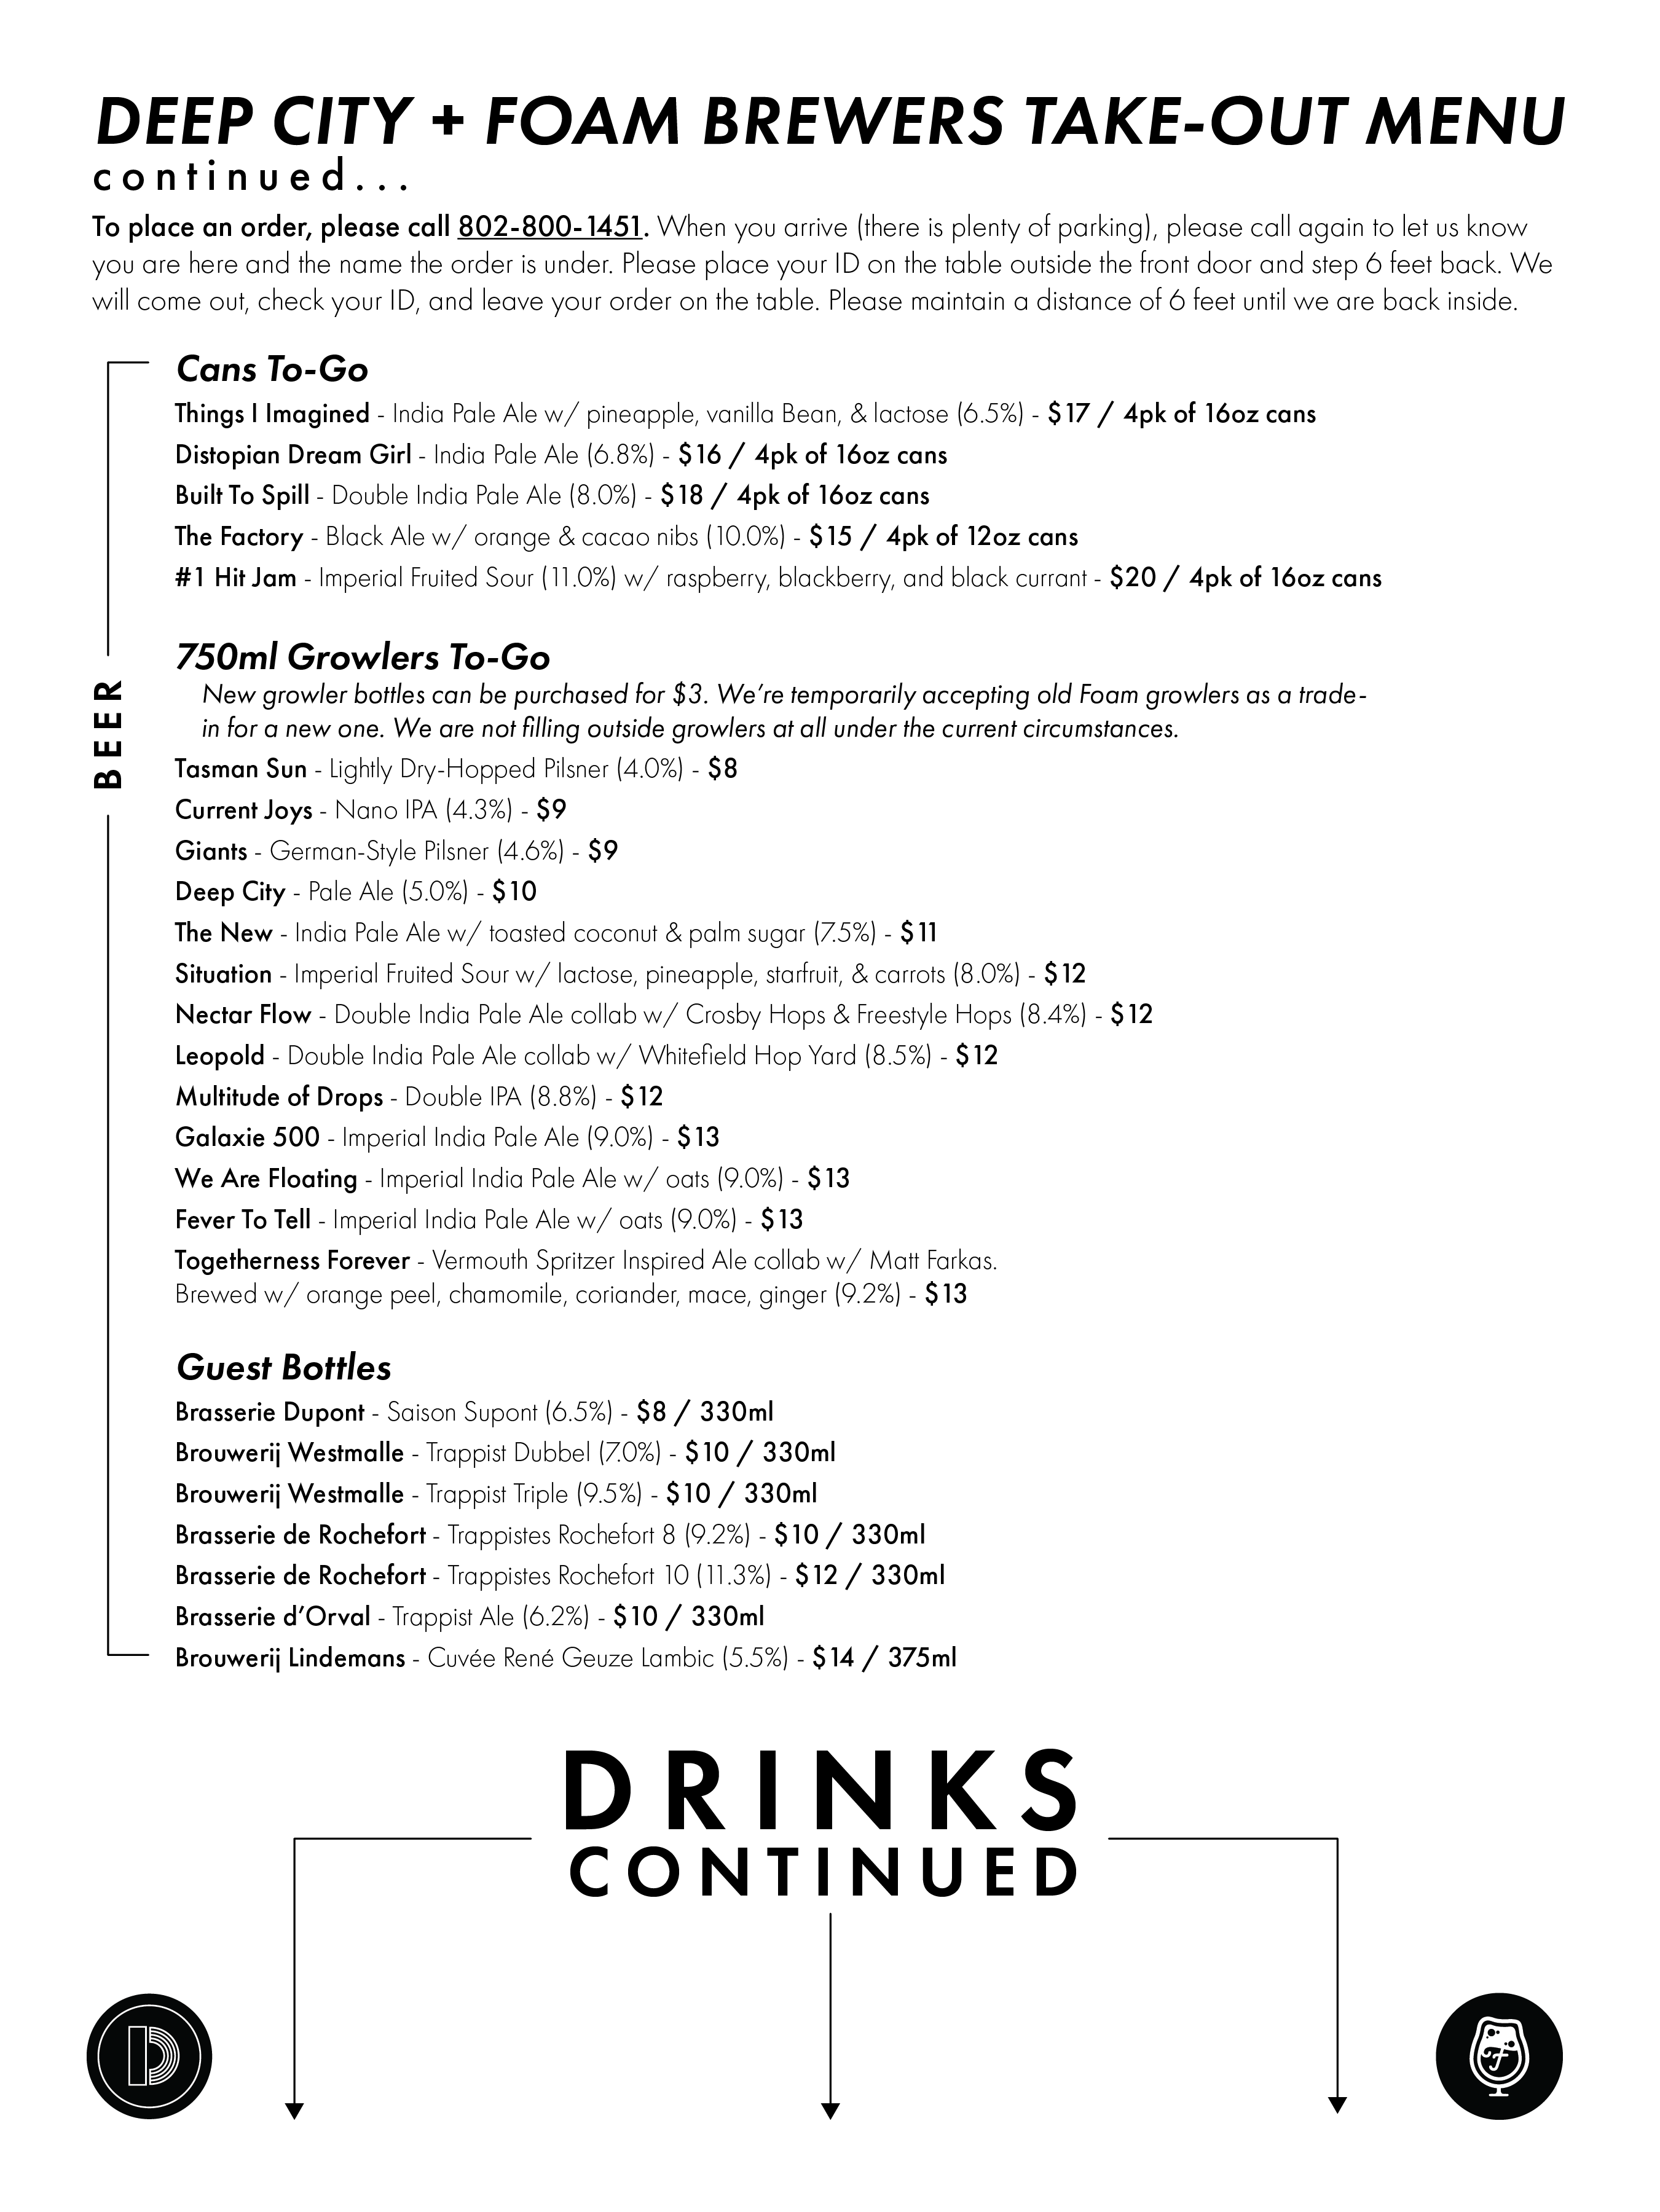 DEEP CITY + FOAM BREWERS TAKE-OUT MENU
continued...
To place an order, please call 802-800-1451. When you arrive (there is plenty of parking), please call again to let us know
you are here and the name the order is under. Please place your ID on the table outside the front door and step 6 feet back. We
will come out, check your ID, and leave your order on the table. Please maintain a distance of 6 feet until we are back inside.
BEER
Cans To-Go
Things I Imagined - India Pale Ale w/ pineapple, vanilla Bean, & lactose (6.5%) - $17 / 4pk of 16oz cans
Distopian Dream Girl - India Pale Ale (6.8%) - $16 / 4pk of 16oz cans
Built To Spill - Double India Pale Ale (8.0%) - $18 / 4pk of 16oz cans
The Factory - Black Ale w/ orange & cacao nibs (10.0%) - $15 / 4pk of 12oz cans
#1 Hit Jam - Imperial Fruited Sour (11.0%) w/ raspberry, blackberry, and black currant - $20 / 4pk of 16oz cans
750ml Growlers To-Go
New growler bottles can be purchased for $3. We're temporarily accepting old Foam growlers as a trade-
in for a new one. We are not filling outside growlers at all under the current circumstances.
Tasman Sun - Lightly Dry-Hopped Pilsner (4.0%) - $8
Current Joys - Nano IPA (4.3%) - $9
Giants - German-Style Pilsner (4.6%) - $9
Deep City - Pale Ale (5.0%) - $10
The New - India Pale Ale w/ toasted coconut & palm sugar (7.5%) - $11
Situation - Imperial Fruited Sour w/ lactose, pineapple, starfruit, & carrots (8.0%) - $12
Nectar Flow - Double India Pale Ale collab w/ Crosby Hops & Freestyle Hops (8.4%) - $12
Leopold - Double India Pale Ale collab w/ Whitefield Hop Yard (8.5%) - $12
Multitude of Drops - Double IPA (8.8%) - $12
Galaxie 500 - Imperial India Pale Ale (9.0%) - $13
We Are Floating - Imperial India Pale Ale w/ oats (9.0%) - $13
Fever To Tell - Imperial India Pale Ale w/ oats (9.0%) - $13
Togetherness Forever - Vermouth Spritzer Inspired Ale collab w/ Matt Farkas.
Brewed w/ orange peel, chamomile, coriander, mace, ginger (9.2%) - $13
Guest Bottles
Brasserie Dupont - Saison Supont (6.5%) - $8 / 330ml
Brouwerij Westmalle - Trappist Dubbel (7.0%) - $10 / 330ml
Brouwerij Westmalle - Trappist Triple (9.5%) - $10 / 330ml
Brasserie de Rochefort - Trappistes Rochefort 8 (9.2%) - $10 / 330ml
Brasserie de Rochefort - Trappistes Rochefort 10 (11.3%) - $12 / 330ml
Brasserie d'Orval - Trappist Ale (6.2%) - $10 / 330ml
Brouwerij Lindemans - Cuvée René Geuze Lambic (5.5%) - $14 / 375ml
DRINKS
CONTINUED